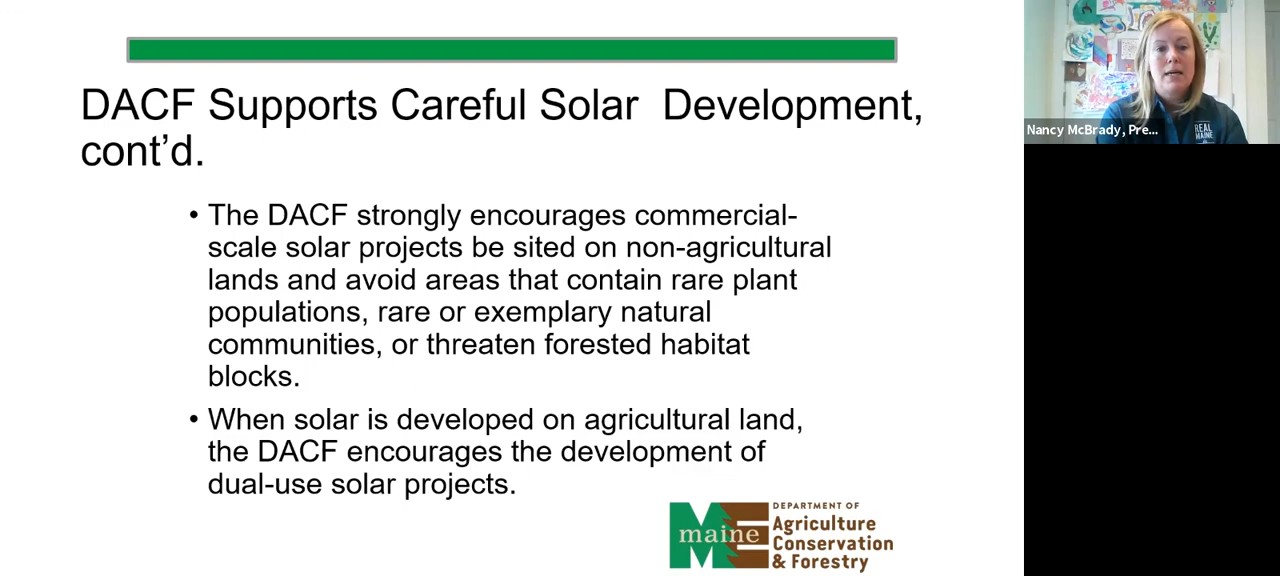 DACF Supports Careful Solar  Development,
cont’d.
• The DACF strongly encourages commercial-
scale solar projects be sited on non-agricultural
lands and avoid areas that contain rare plant
populations, rare or exemplary natural
communities, or threaten forested habitat
blocks.
• When solar is developed on agricultural land,
the DACF encourages the development of
dual-use solar projects.
maine
DEPARTMENT OF
Agriculture
Conservation
& Forestry
Nancy McBrady, Pre...
REAL
MAINE